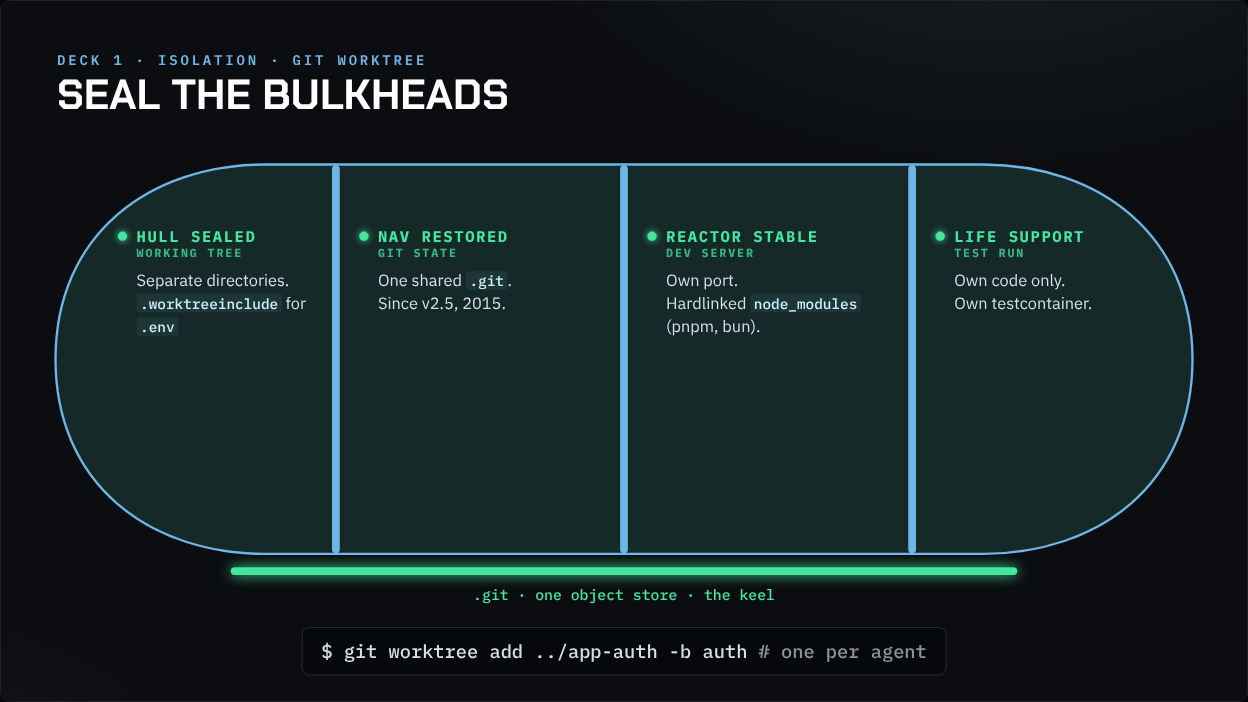 DECK 1 · ISOLATION · GIT WORKTREE
SEAL THE BULKHEADS
HULL SEALED
WORKING TREE
Separate directories.
.worktreeinclude for
.env
NAV RESTORED
GIT STATE
One shared .git.
Since v2.5, 2015.
REACTOR STABLE
DEV SERVER
Own port.
Hardlinked node_modules
(pnpm, bun).
LIFE SUPPORT
TEST RUN
Own code only.
Own testcontainer.
.git · one object store · the keel
$ git worktree add ../app-auth -b auth # one per agent